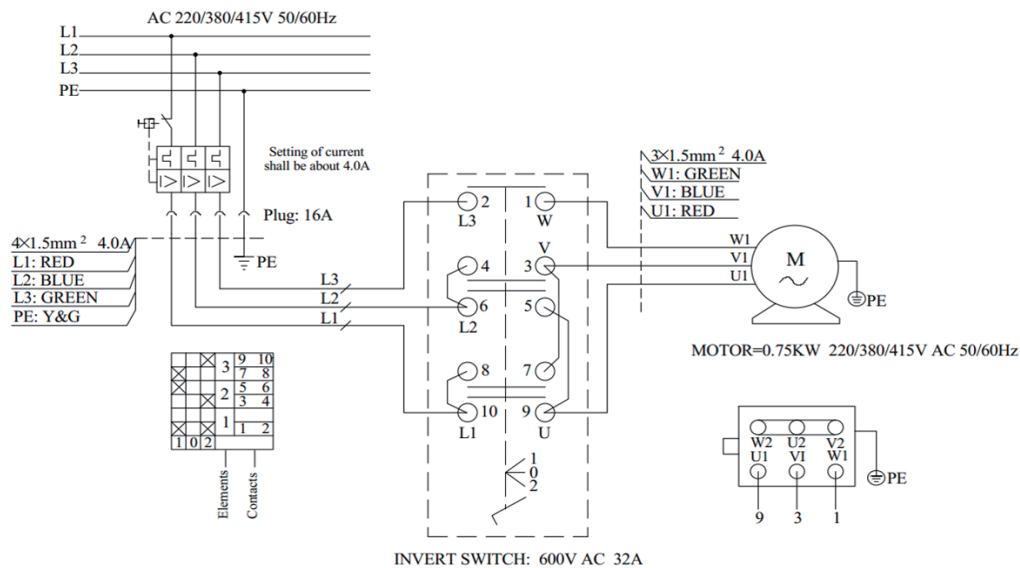 AC 220/380/415V 50/60Hz
L1
L2
L3
PE
Setting of current
shall be about 4.0A
Plug: 16A
4×1.5mm² 4.0A
L1: RED
L2: BLUE
L3: GREEN
PE: Y&G
PE
L3
L2
L1
2 1
L3 W
V
4 3
6 5
L2
8 7
10 9
L1 U
1
0
2
INVERT SWITCH: 600V AC 32A
3×1.5mm² 4.0A
W1: GREEN
V1: BLUE
U1: RED
W1
V1
U1
M
PE
MOTOR=0.75KW 220/380/415V AC 50/60Hz
3 9 10
7 8
2 5 6
3 4
1 1 2
1 0 2
Elements
Contacts
W2 U2 V2
U1 VI W1
PE
9 3 1